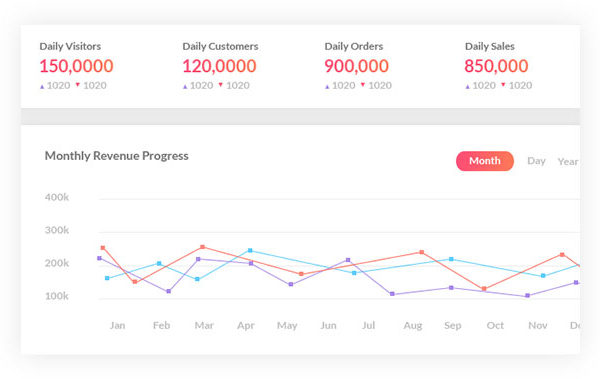 Daily Visitors Daily Customers Daily Orders Daily Sales
150,0000 120,0000 900,000 850,000
▲ 1020 ▼ 1020 ▲ 1020 ▼ 1020 ▲ 1020 ▼ 1020 ▲ 1020 ▼ 1020
Monthly Revenue Progress Month Day Year
400k
300k
200k
100k
Jan Feb Mar Apr May Jun Jul Aug Sep Oct Nov